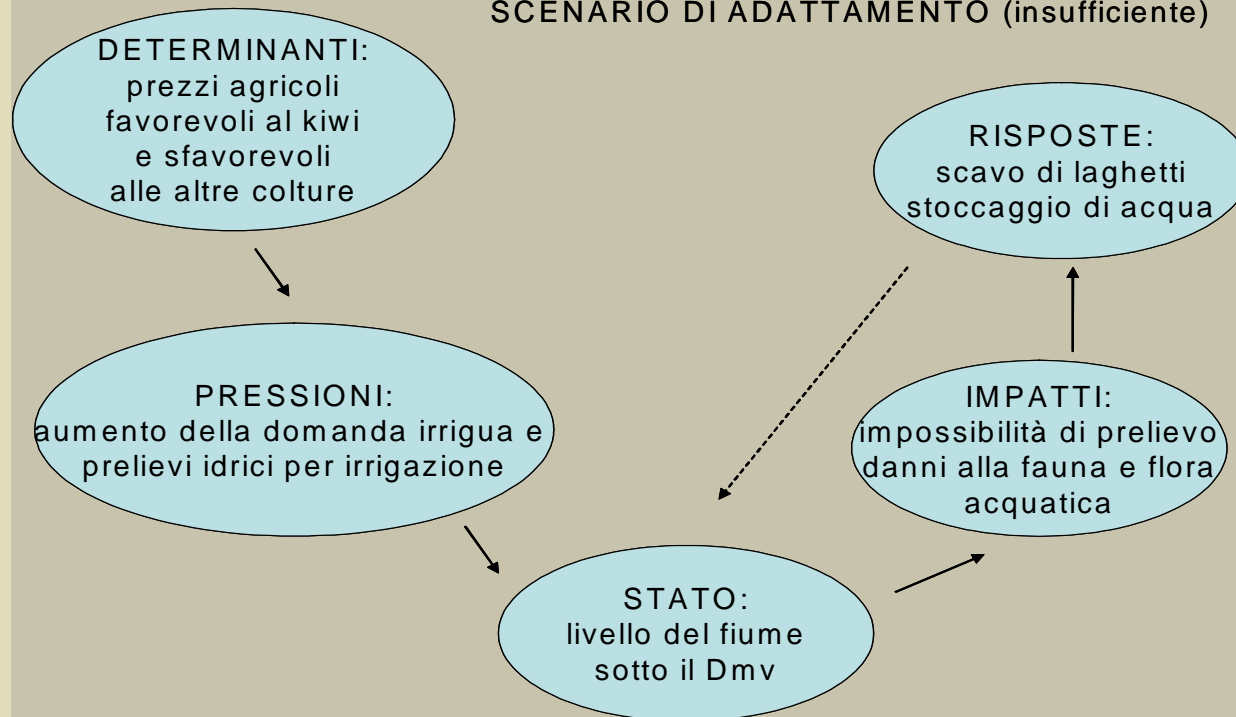 SCENARIO DI ADATTAMENTO (insufficiente)
DETERMINANTI:
prezzi agricoli
favorevoli al kiwi
e sfavorevoli
alle altre colture
PRESSIONI:
aumento della domanda irrigua e
prelievi idrici per irrigazione
STATO:
livello del fiume
sotto il Dmv
IMPATTI:
impossibilità di prelievo
danni alla fauna e flora
acquatica
RISPOSTE:
scavo di laghetti
stoccaggio di acqua